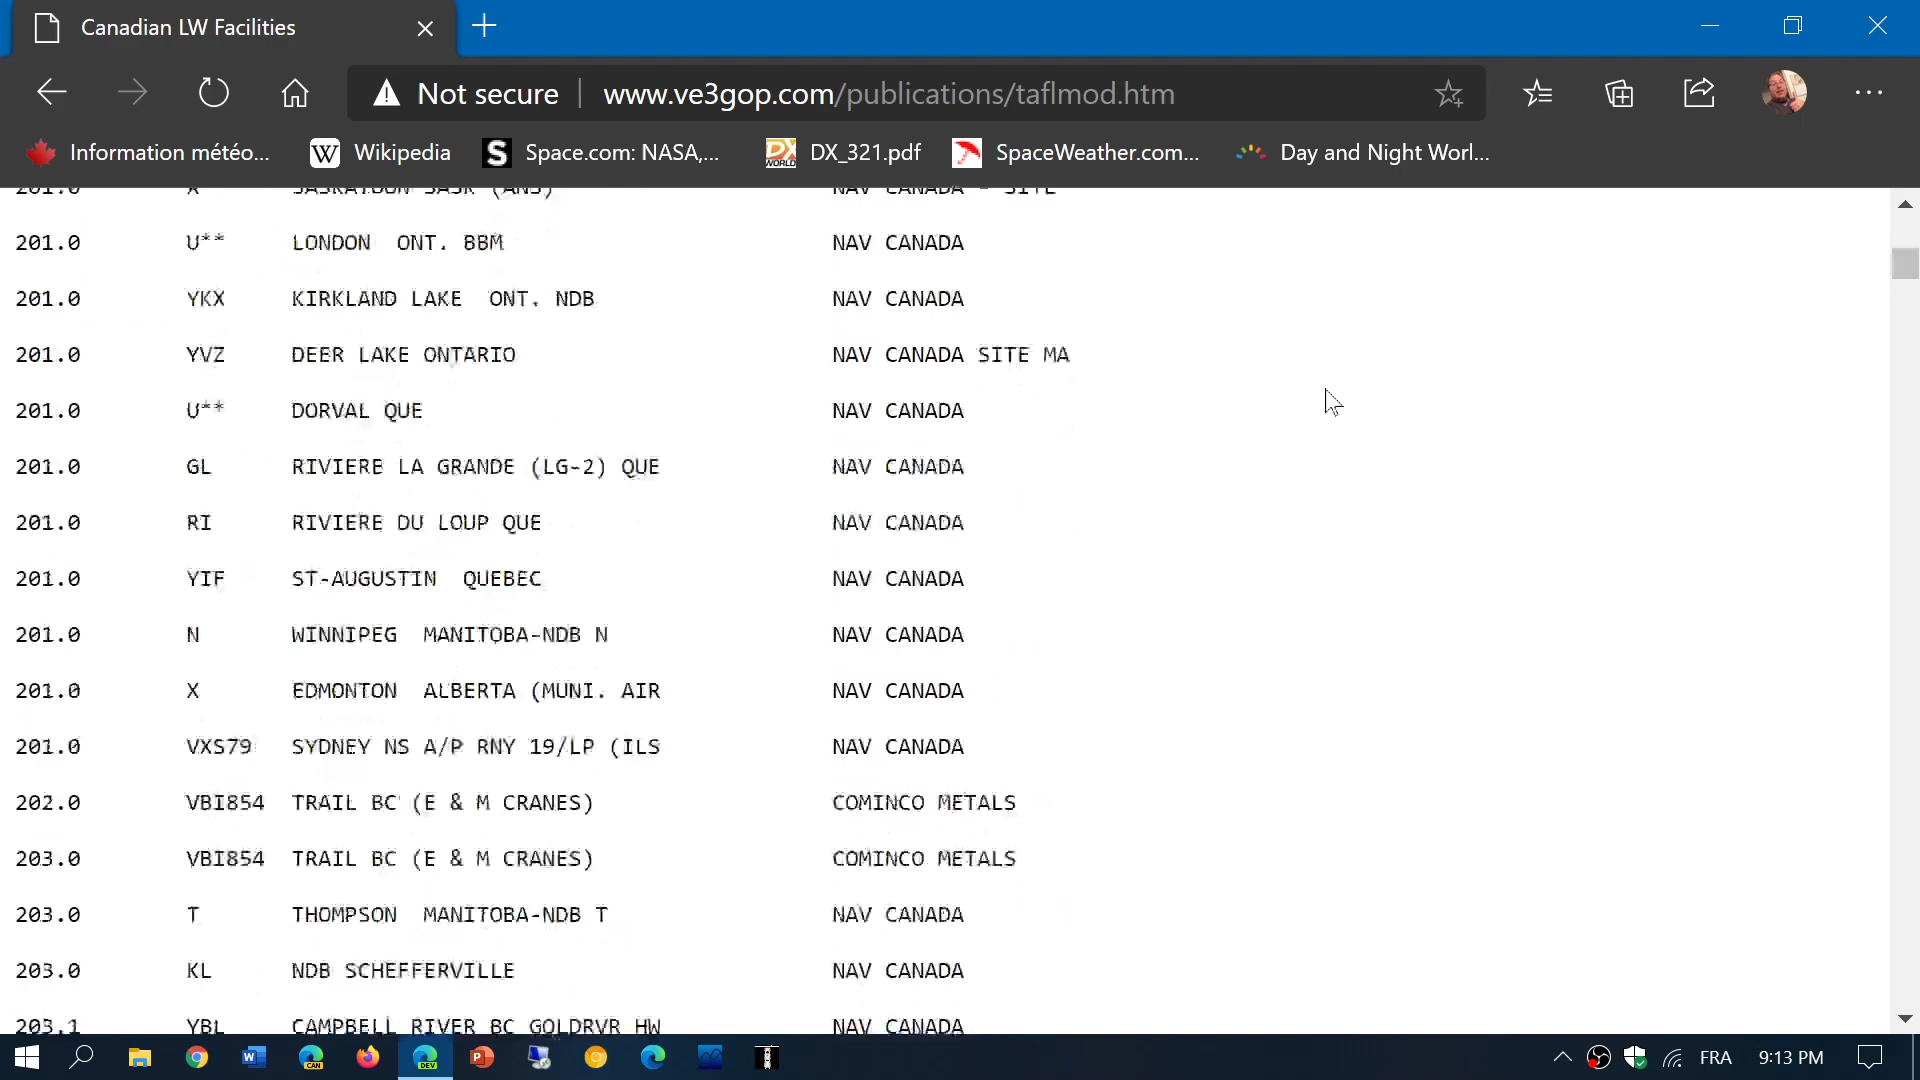 Canadian LW Facilities
Not secure | www.ve3gop.com/publications/taflmod.htm
Information météo... Wikipedia Space.com: NASA,... DX_321.pdf SpaceWeather.com... Day and Night Worl...
201.0 X SASKATOON SASK (ANS) NAV CANADA - SITE
201.0 U** LONDON ONT. BBM NAV CANADA
201.0 YKX KIRKLAND LAKE ONT. NDB NAV CANADA
201.0 YVZ DEER LAKE ONTARIO NAV CANADA SITE MA
201.0 U** DORVAL QUE NAV CANADA
201.0 GL RIVIERE LA GRANDE (LG-2) QUE NAV CANADA
201.0 RI RIVIERE DU LOUP QUE NAV CANADA
201.0 YIF ST-AUGUSTIN QUEBEC NAV CANADA
201.0 N WINNIPEG MANITOBA-NDB N NAV CANADA
201.0 X EDMONTON ALBERTA (MUNI. AIR NAV CANADA
201.0 VXS79 SYDNEY NS A/P RNY 19/LP (ILS NAV CANADA
202.0 VBI854 TRAIL BC (E & M CRANES) COMINCO METALS
203.0 VBI854 TRAIL BC (E & M CRANES) COMINCO METALS
203.0 T THOMPSON MANITOBA-NDB T NAV CANADA
203.0 KL NDB SCHEFFERVILLE NAV CANADA
203.1 YBL CAMPBELL RIVER BC GOLDRVR HW NAV CANADA
FRA 9:13 PM